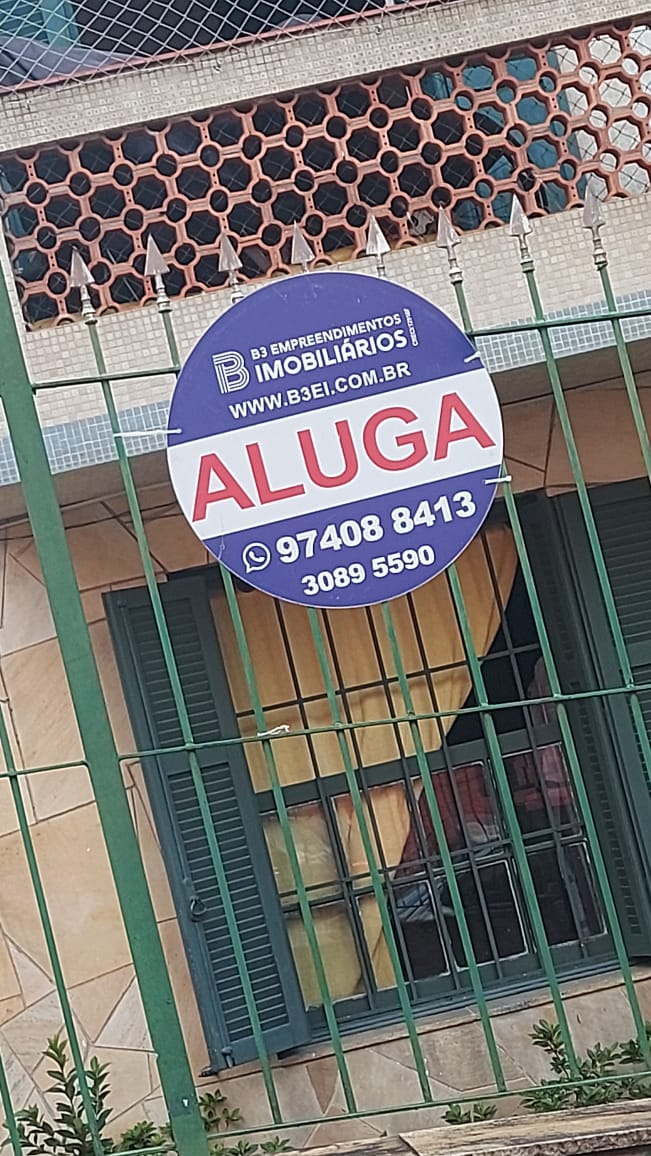 B3 EMPREENDIMENTOS
IMOBILIÁRIOS
WWW.B3EI.COM.BR
ALUGA
97408 8413
3089 5590